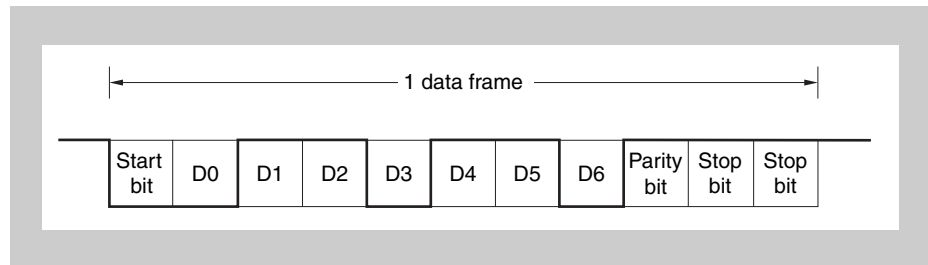 1 data frame
Start bit D0 D1 D2 D3 D4 D5 D6 Parity bit Stop bit Stop bit